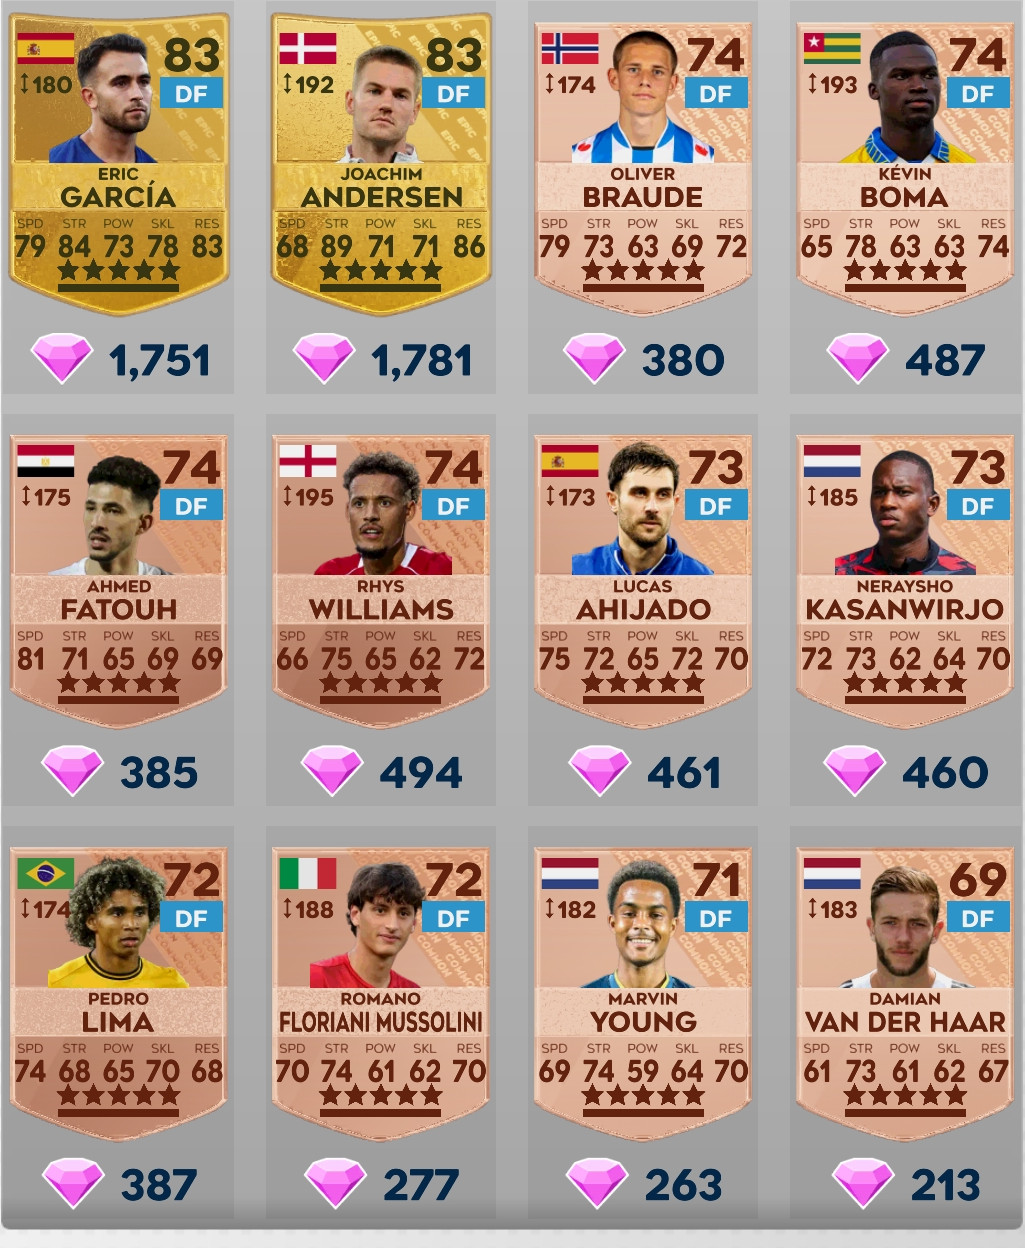 83
↕180
DF
ERIC
GARCÍA
SPD STR POW SKL RES
79 84 73 78 83
1,751
83
↕192
DF
JOACHIM
ANDERSEN
SPD STR POW SKL RES
68 89 71 71 86
1,781
74
↕174
DF
OLIVER
BRAUDE
SPD STR POW SKL RES
79 73 63 69 72
380
74
↕193
DF
KÉVIN
BOMA
SPD STR POW SKL RES
65 78 63 63 74
487
74
↕175
DF
AHMED
FATOUH
SPD STR POW SKL RES
81 71 65 69 69
385
74
↕195
DF
RHYS
WILLIAMS
SPD STR POW SKL RES
66 75 65 62 72
494
73
↕173
DF
LUCAS
AHIJADO
SPD STR POW SKL RES
75 72 65 72 70
461
73
↕185
DF
NERAYSHO
KASANWIRJO
SPD STR POW SKL RES
72 73 62 64 70
460
72
↕174
DF
PEDRO
LIMA
SPD STR POW SKL RES
74 68 65 70 68
387
72
↕188
DF
ROMANO
FLORIANI MUSSOLINI
SPD STR POW SKL RES
70 74 61 62 70
277
71
↕182
DF
MARVIN
YOUNG
SPD STR POW SKL RES
69 74 59 64 70
263
69
↕183
DF
DAMIAN
VAN DER HAAR
SPD STR POW SKL RES
61 73 61 62 67
213